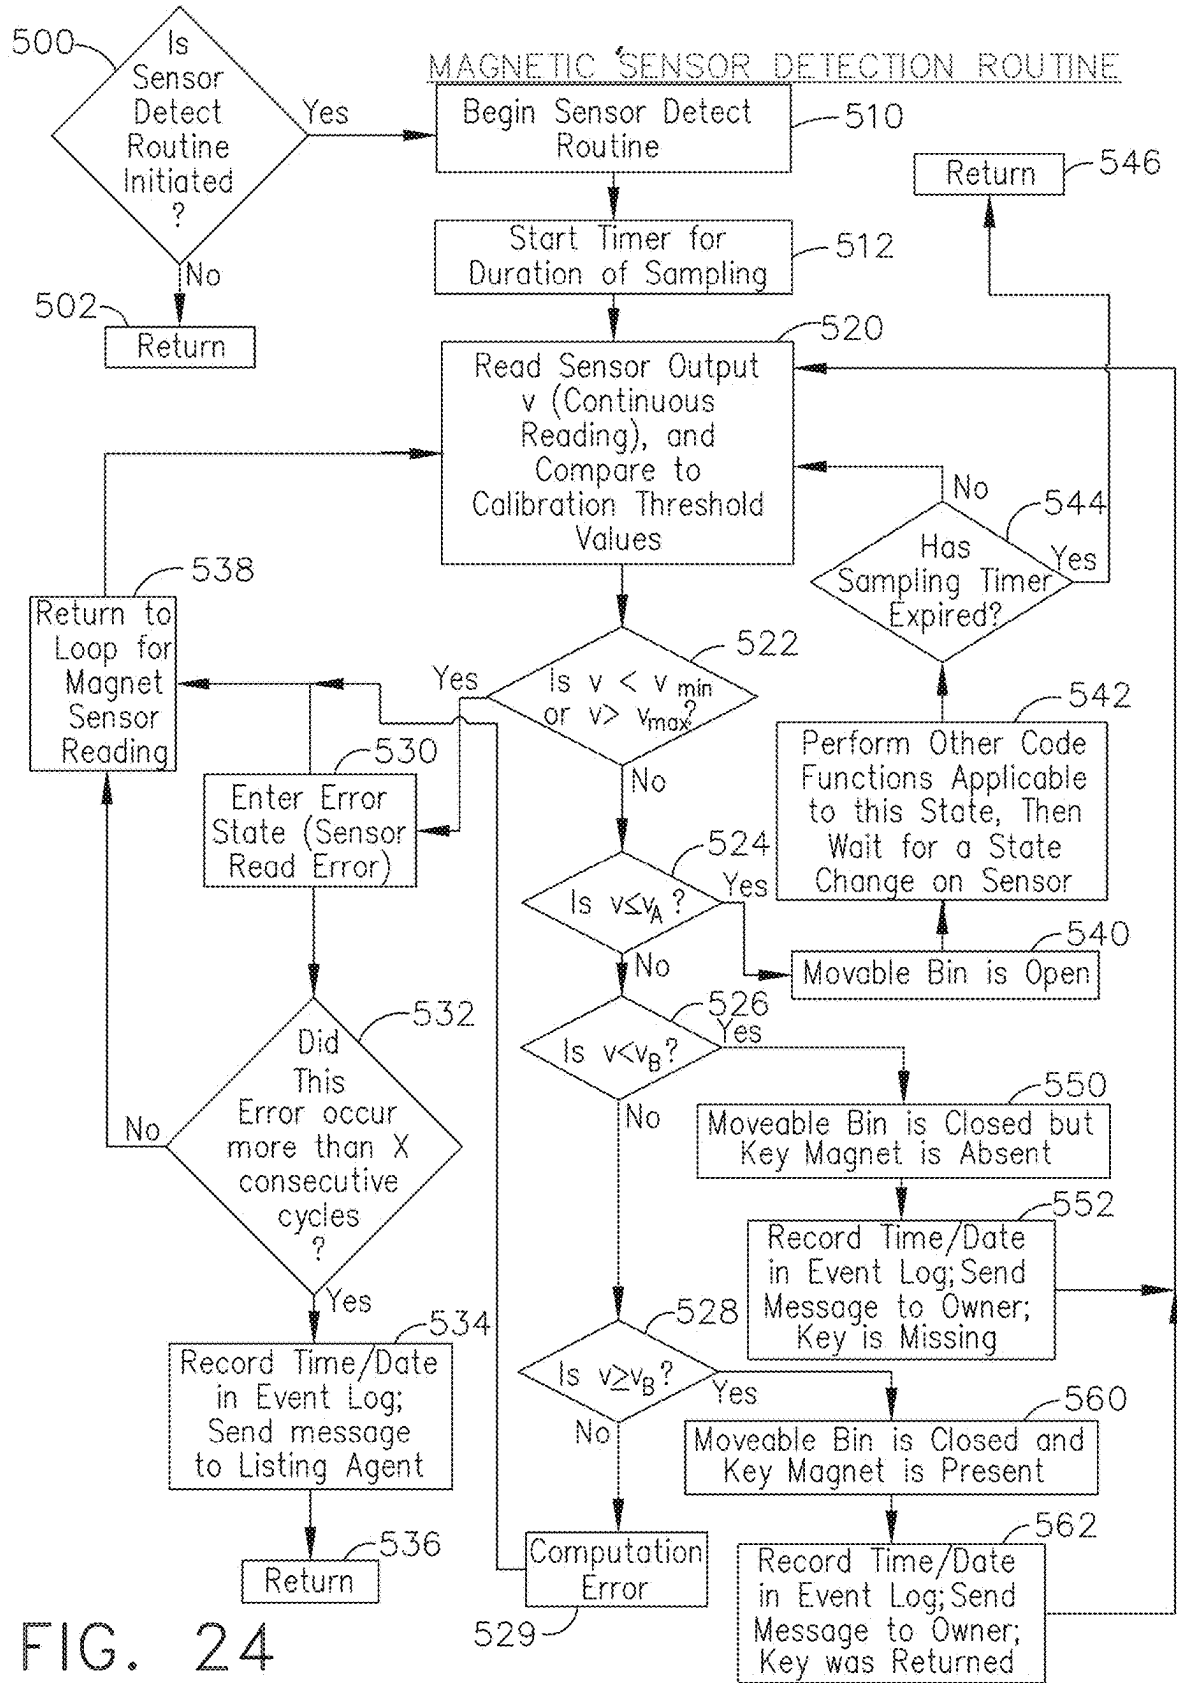 MAGNETIC SENSOR DETECTION ROUTINE
500
Is
Sensor
Detect
Routine
Initiated
?
Yes
No
502
Return
Begin Sensor Detect
Routine
510
Start Timer for
Duration of Sampling
512
Return
546
520
Read Sensor Output
v (Continuous
Reading), and
Compare to
Calibration Threshold
Values
No
544
Has
Sampling Timer
Expired?
Yes
538
Return to
Loop for
Magnet
Sensor
Reading
522
Is v < v min
or v> vmax?
Yes
No
542
Perform Other Code
Functions Applicable
to this State, Then
Wait for a State
Change on Sensor
530
Enter Error
State (Sensor
Read Error)
524
Is v≤vA ?
Yes
No
540
Movable Bin is Open
526
Is v<vB?
Yes
No
532
Did
This
Error occur
more than X
consecutive
cycles
?
No
Yes
550
Moveable Bin is Closed but
Key Magnet is Absent
552
Record Time/Date
in Event Log; Send
Message to Owner;
Key is Missing
528
Is v≥vB?
Yes
No
534
Record Time/Date
in Event Log;
Send message
to Listing Agent
560
Moveable Bin is Closed and
Key Magnet is Present
536
Return
Computation
Error
529
562
Record Time/Date
in Event Log; Send
Message to Owner;
Key was Returned
FIG. 24